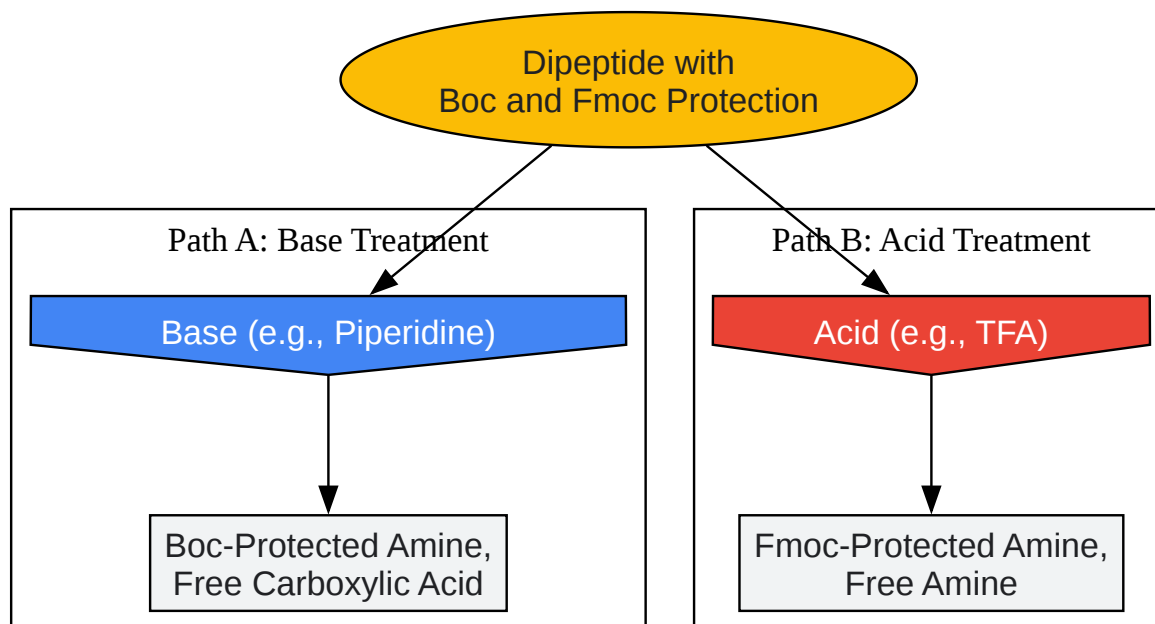 Dipeptide with
Boc and Fmoc Protection
Path A: Base Treatment
Base (e.g., Piperidine)
Boc-Protected Amine,
Free Carboxylic Acid
Path B: Acid Treatment
Acid (e.g., TFA)
Fmoc-Protected Amine,
Free Amine